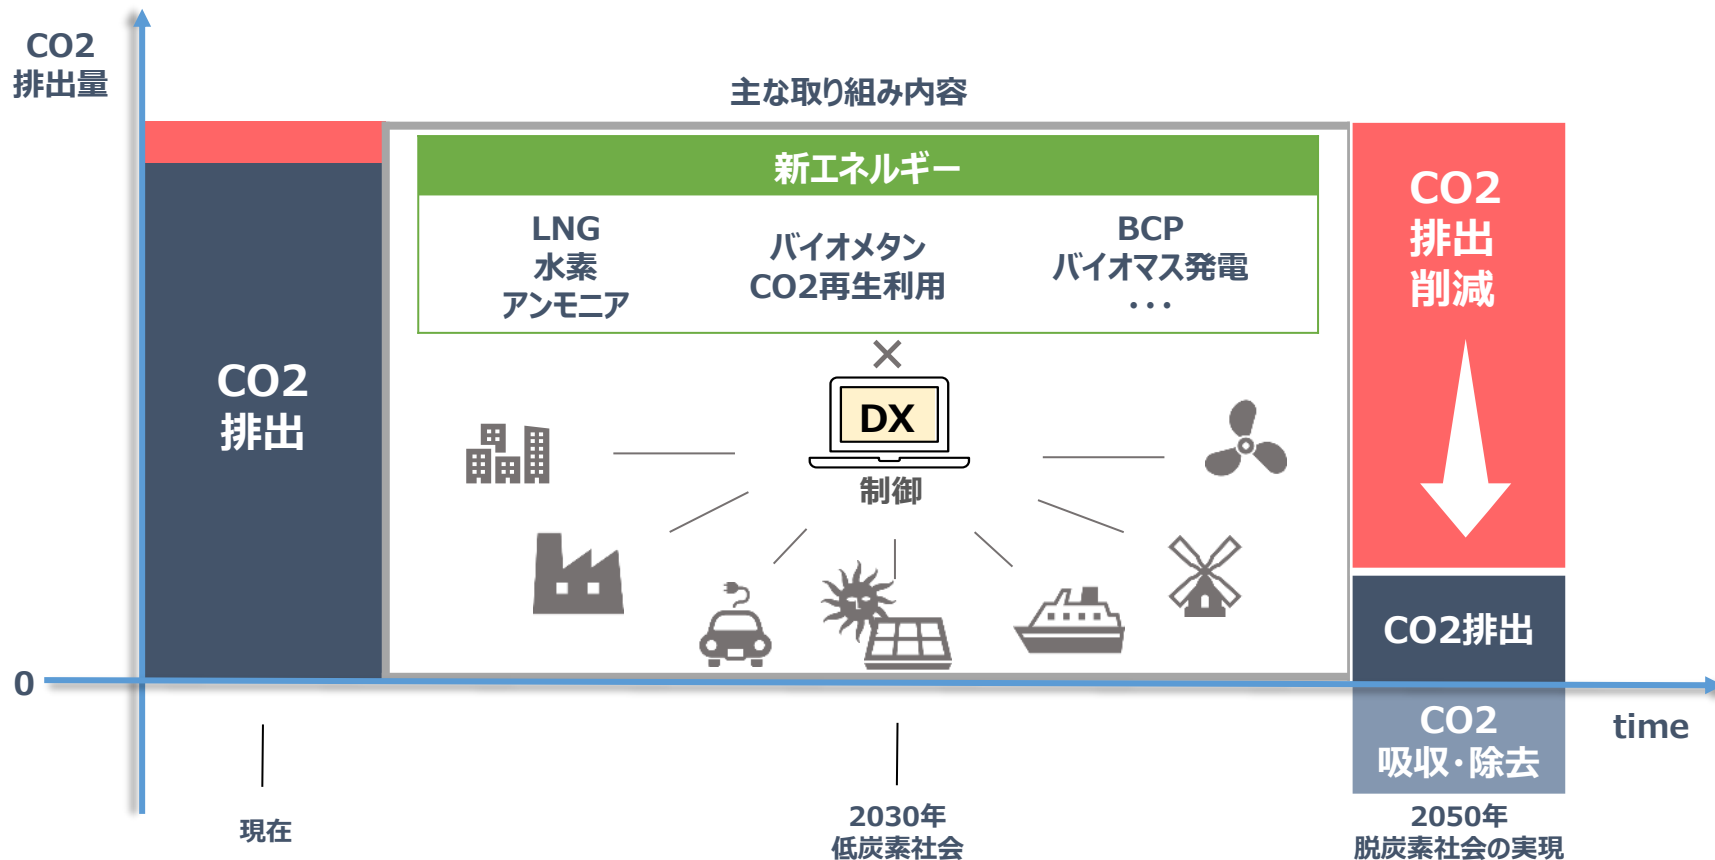 CO2
排出量
主な取り組み内容
新エネルギー
LNG
水素
アンモニア
バイオメタン
CO2再生利用
BCP
バイオマス発電
・・・
×
DX
制御
CO2
排出
CO2
排出
削減
CO2排出
CO2
吸収・除去
0
time
現在
2030年
低炭素社会
2050年
脱炭素社会の実現